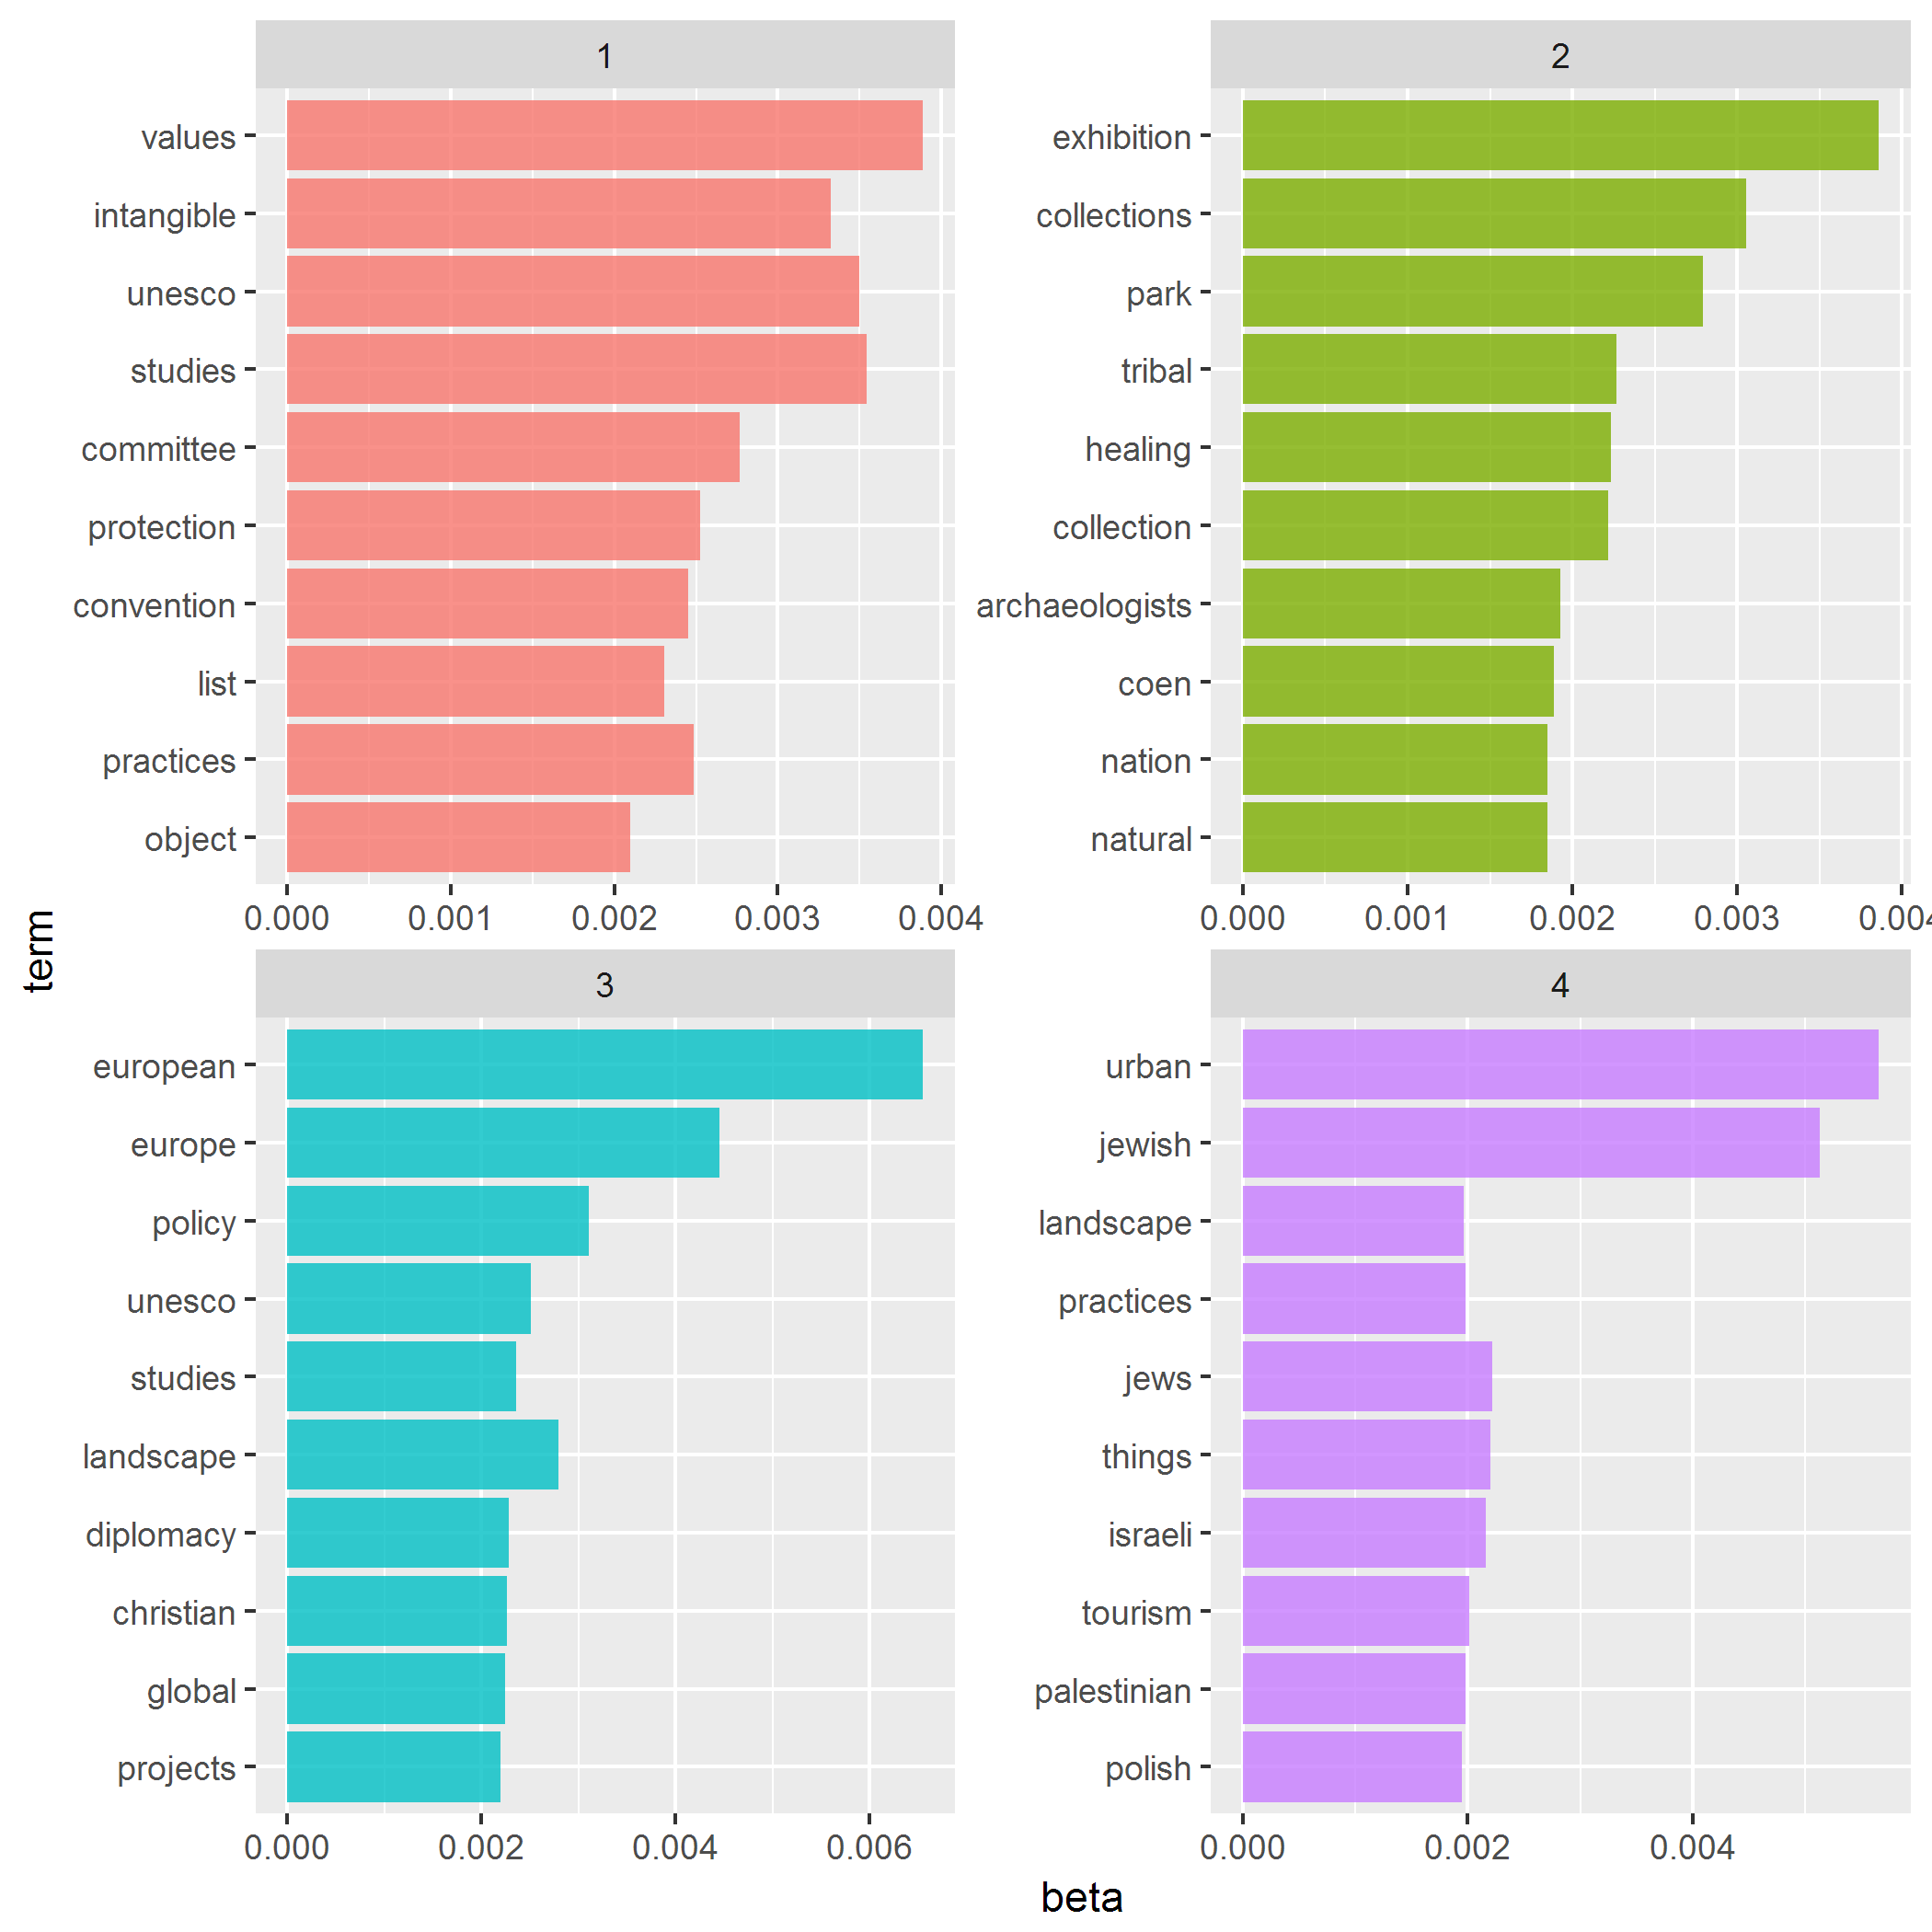 1
values
intangible
unesco
studies
committee
protection
convention
list
practices
object
0.000 0.001 0.002 0.003 0.004
2
exhibition
collections
park
tribal
healing
collection
archaeologists
coen
nation
natural
0.000 0.001 0.002 0.003 0.004
term
3
european
europe
policy
unesco
studies
landscape
diplomacy
christian
global
projects
0.000 0.002 0.004 0.006
4
urban
jewish
landscape
practices
jews
things
israeli
tourism
palestinian
polish
0.000 0.002 0.004
beta